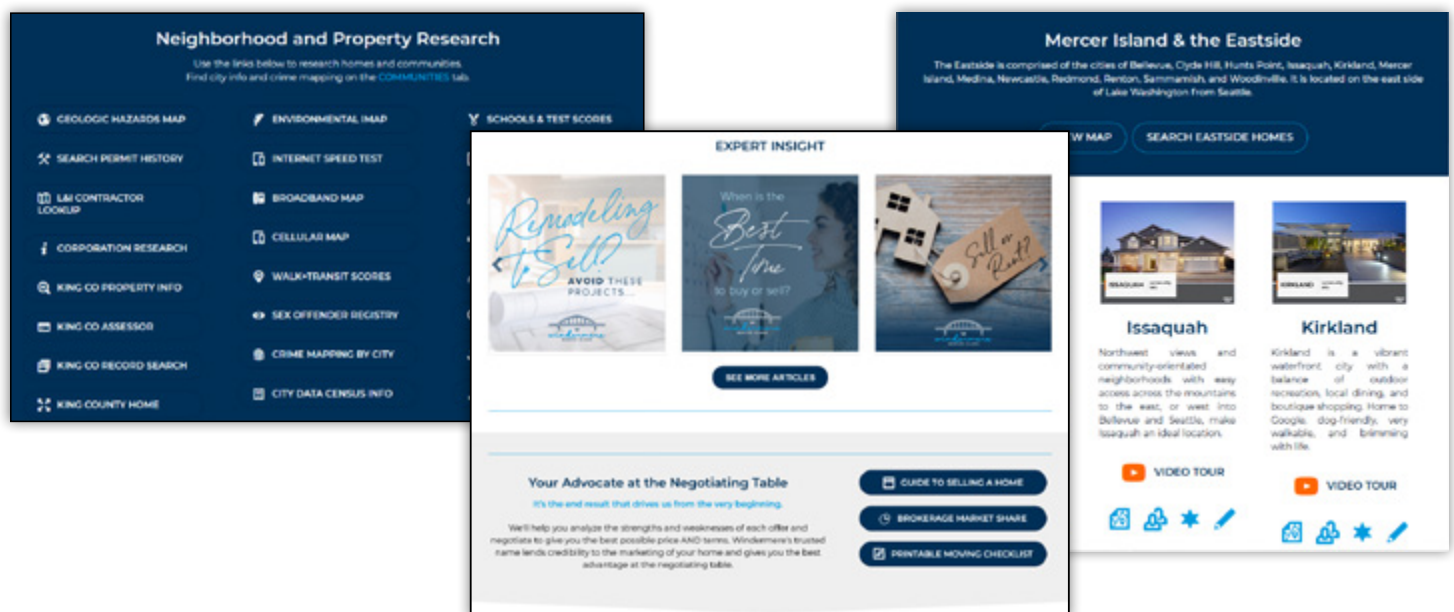 Neighborhood and Property Research
Use the links below to research homes and communities.
Find city info and crime mapping on the COMMUNITIES tab.
GEOLOGIC HAZARDS MAP
SEARCH PERMIT HISTORY
L&I CONTRACTOR
LOOKUP
CORPORATION RESEARCH
KING CO PROPERTY INFO
KING CO ASSESSOR
KING CO RECORD SEARCH
KING COUNTY HOME
ENVIRONMENTAL IMAP
INTERNET SPEED TEST
BROADBAND MAP
CELLULAR MAP
WALK+TRANSIT SCORES
SEX OFFENDER REGISTRY
CRIME MAPPING BY CITY
CITY DATA CENSUS INFO
SCHOOLS & TEST SCORES
EXPERT INSIGHT
Remodeling
to Sell?
AVOID THESE
PROJECTS...
windermere
When is the
Best
Time
to buy or sell?
windermere
Sell or
Rent?
windermere
SEE MORE ARTICLES
Your Advocate at the Negotiating Table
It's the end result that drives us from the very beginning.
We'll help you analyze the strengths and weaknesses of each offer and
negotiate to give you the best possible price AND terms. Windermere's trusted
name lends credibility to the marketing of your home and gives you the best
advantage at the negotiating table.
GUIDE TO SELLING A HOME
BROKERAGE MARKET SHARE
PRINTABLE MOVING CHECKLIST
Mercer Island & the Eastside
The Eastside is comprised of the cities of Bellevue, Clyde Hill, Hunts Point, Issaquah, Kirkland, Mercer
Island, Medina, Newcastle, Redmond, Renton, Sammamish, and Woodinville. It is located on the east side
of Lake Washington from Seattle.
W MAP
SEARCH EASTSIDE HOMES
ISSAQUAH
Issaquah
Northwest views and
community-orientated
neighborhoods with easy
access across the mountains
to the east, or west into
Bellevue and Seattle, make
Issaquah an ideal location.
VIDEO TOUR
KIRKLAND
Kirkland
Kirkland is a vibrant
waterfront city with a
balance of outdoor
recreation, local dining, and
boutique shopping. Home to
Google, dog-friendly, very
walkable, and brimming
with life.
VIDEO TOUR